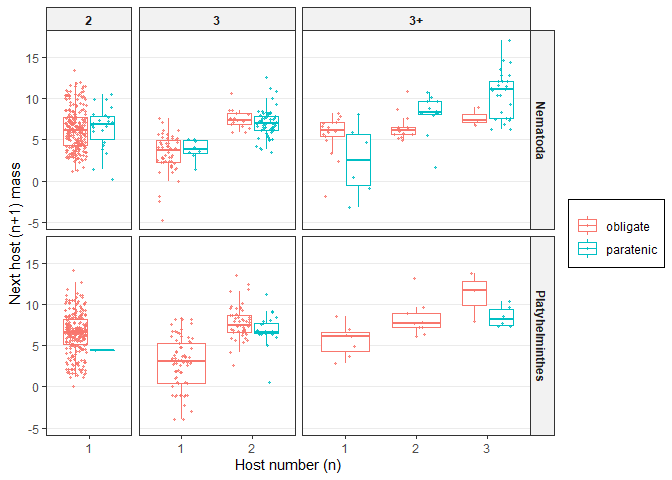 2 3 3+
15
10
5
0
-5
Nematoda
15
10
5
0
-5
Platyhelminthes
Next host (n+1) mass
1 1 2 1 2 3
Host number (n)
obligate
paratenic